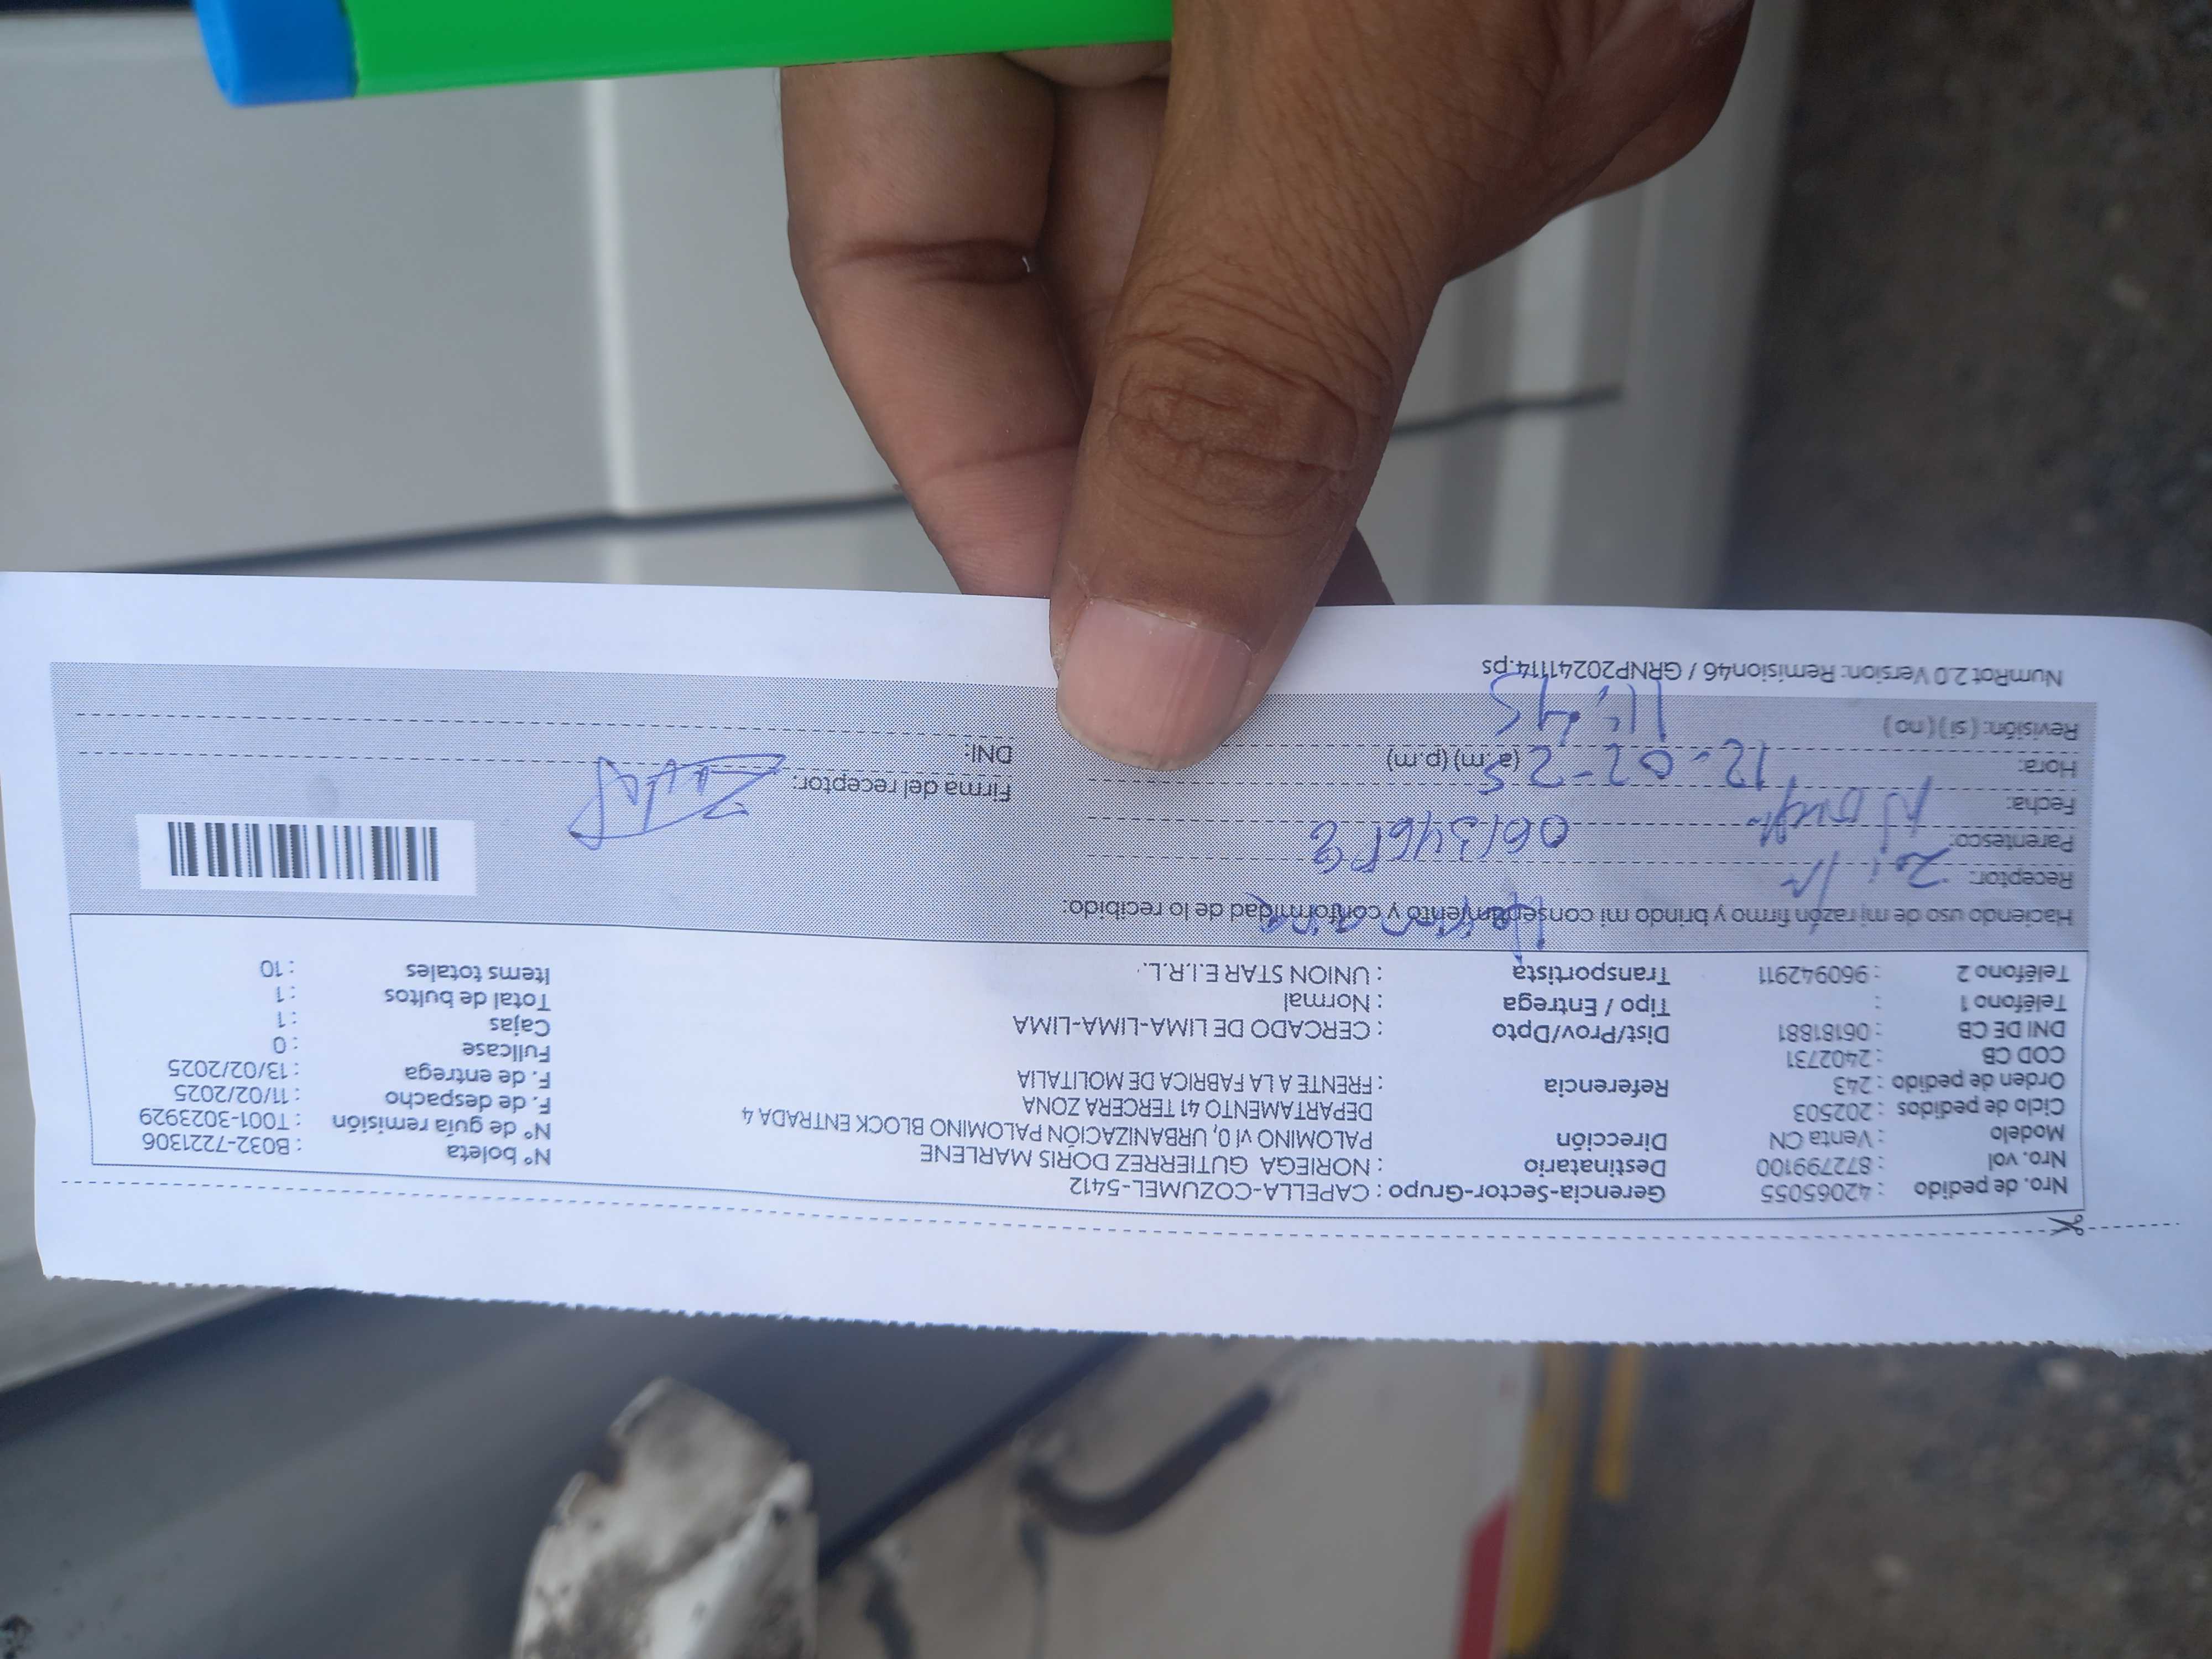 Nro. de pedido : 42065055 Gerencia-Sector-Grupo : CAPELLA-COZUMEL-5412
Nro. vol : 872799100 Destinatario : NORIEGA GUTIERREZ DORIS MARLENE Nº boleta : B032-7221306
Modelo : Venta CN Dirección PALOMINO vl 0, URBANIZACIÓN PALOMINO BLOCK ENTRADA 4 Nº de guía remisión : T001-3023929
Ciclo de pedidos : 202503 DEPARTAMENTO 41 TERCERA ZONA F. de despacho : 11/02/2025
Orden de pedido : 243 Referencia : FRENTE A LA FABRICA DE MOLITALIA F. de entrega : 13/02/2025
COD CB : 2402731 Fullcase : 0
DNI DE CB : 06181881 Dist/Prov/Dpto : CERCADO DE LIMA-LIMA-LIMA Cajas : 1
Teléfono 1 : Tipo / Entrega : Normal Total de bultos : 1
Teléfono 2 : 960942911 Transportista : UNION STAR E.I.R.L. Items totales : 10
Haciendo uso de mi razón firmo y brindo mi consentimiento y conformidad de lo recibido:
Receptor:
Parentesco:
Fecha: 12-02-25 Firma del receptor:
Hora: (a.m) (p.m) DNI:
Revisión: ( si ) ( no ) 11:45
NumRot 2.0 Version: Remision46 / GRNP20241114.ps